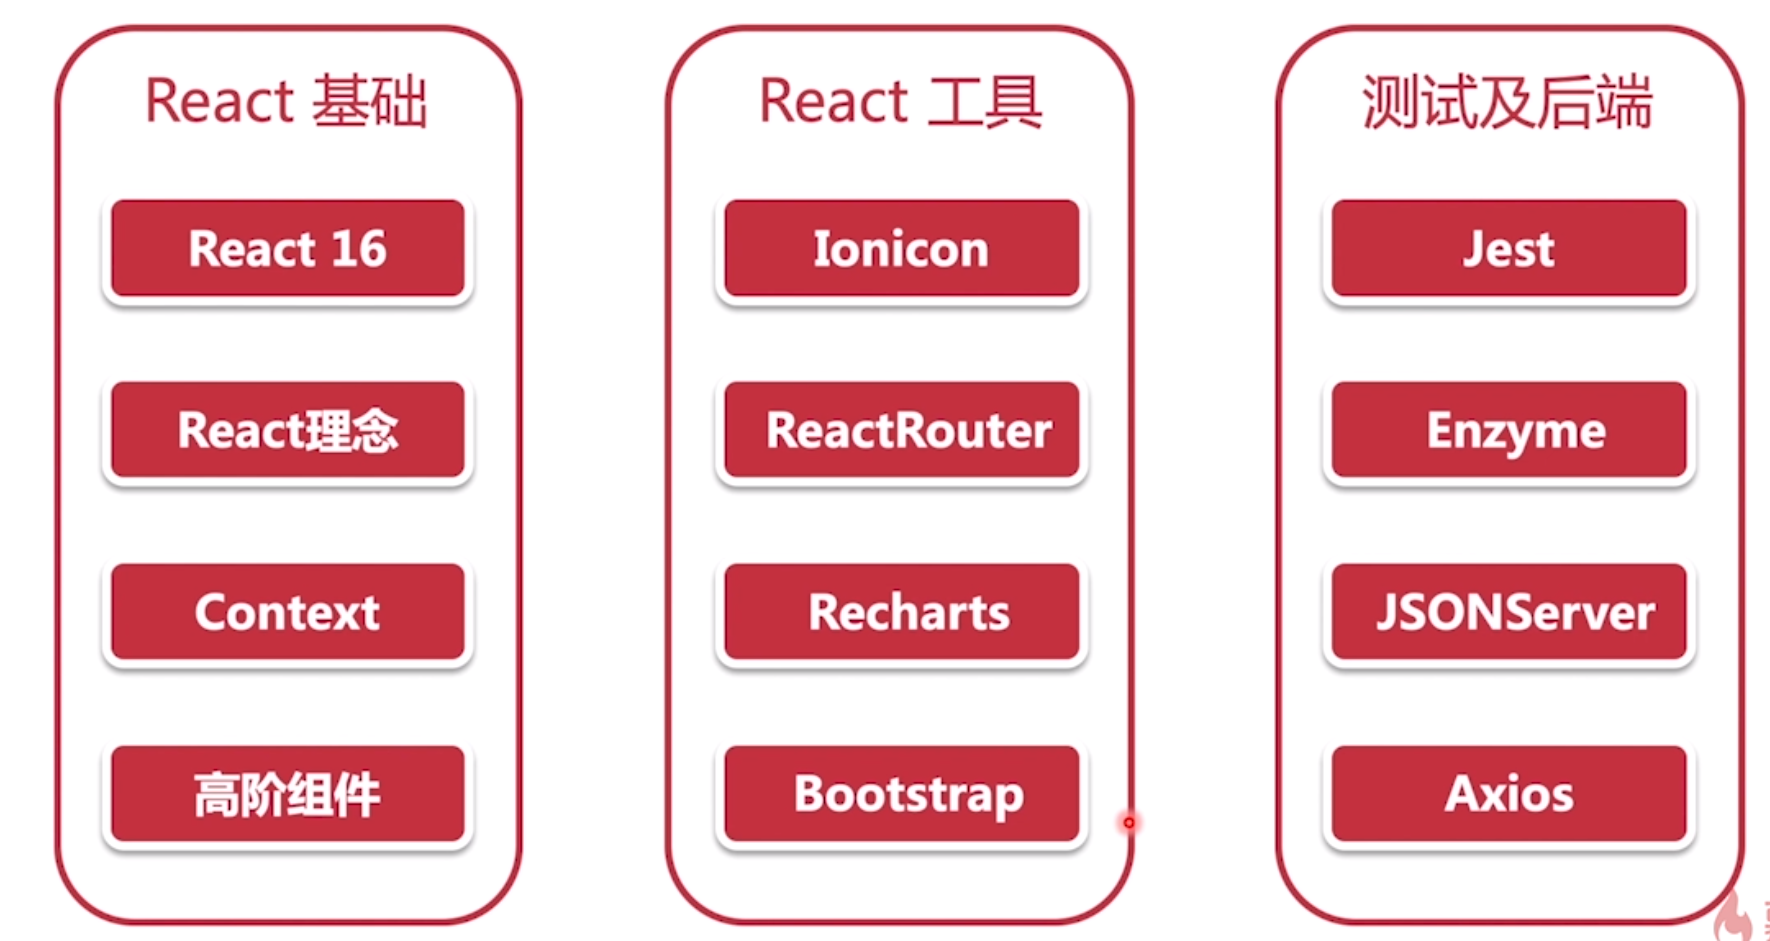 React 基础
React 16
React理念
Context
高阶组件
React 工具
Ionicon
ReactRouter
Recharts
Bootstrap
测试及后端
Jest
Enzyme
JSONServer
Axios